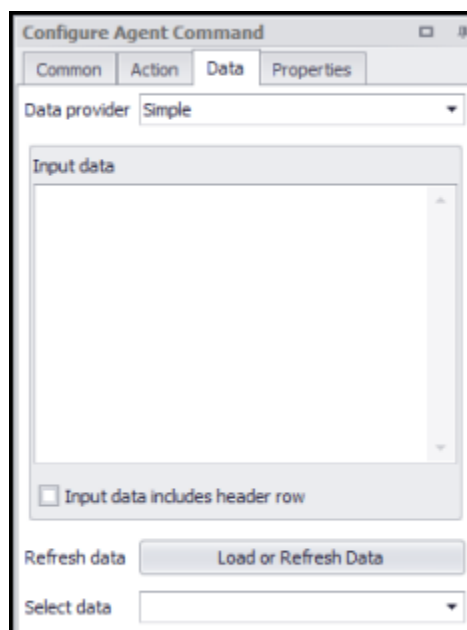 Configure Agent Command
Common Action Data Properties
Data provider Simple
Input data
Input data includes header row
Refresh data Load or Refresh Data
Select data